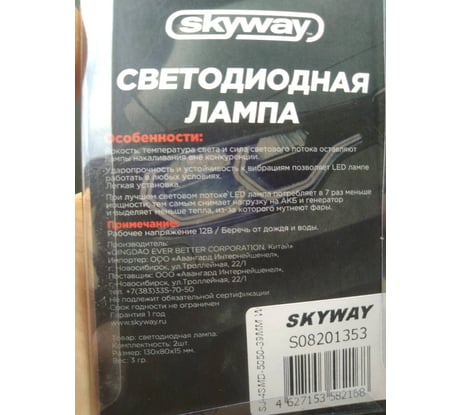 skyway
СВЕТОДИОДНАЯ
ЛАМПА
Особенности:
Яркость, температура света и сила светового потока оставляют
лампы накаливания вне конкуренции.
Ударопрочность и устойчивость к вибрациям позволяет LED лампе
работать в любых условиях.
Легкая установка.
При лучшем световом потоке LED лампа потребляет в 7 раз меньше
мощности, тем самым снижает нагрузку на АКБ и генератор
и выделяет меньше тепла, из-за которого мутнеют фары.
Примечание:
Рабочее напряжение 12В / Беречь от дождя и воды.
Производитель:
«QINGDAO EVER BETTER CORPORATION, Китай»
Импортер: ООО «Авангард Интернейшенел»,
г. Новосибирск, ул.Троллейная, 22/1
Поставщик: ООО «Авангард Интернейшенел»,
г. Новосибирск, ул.Троллейная, 22/1
тел. +7(383)335-70-50
Не подлежит обязательной сертификации
Срок годности не ограничен
Гарантия 1 год
www.skyway.ru
Товар: светодиодная лампа.
Комплектность: 2шт.
Размер: 130х80х15 мм.
Вес: 3 гр.
SKYWAY
S08201353
4SMD-5050-39MM W
4 627153 582188